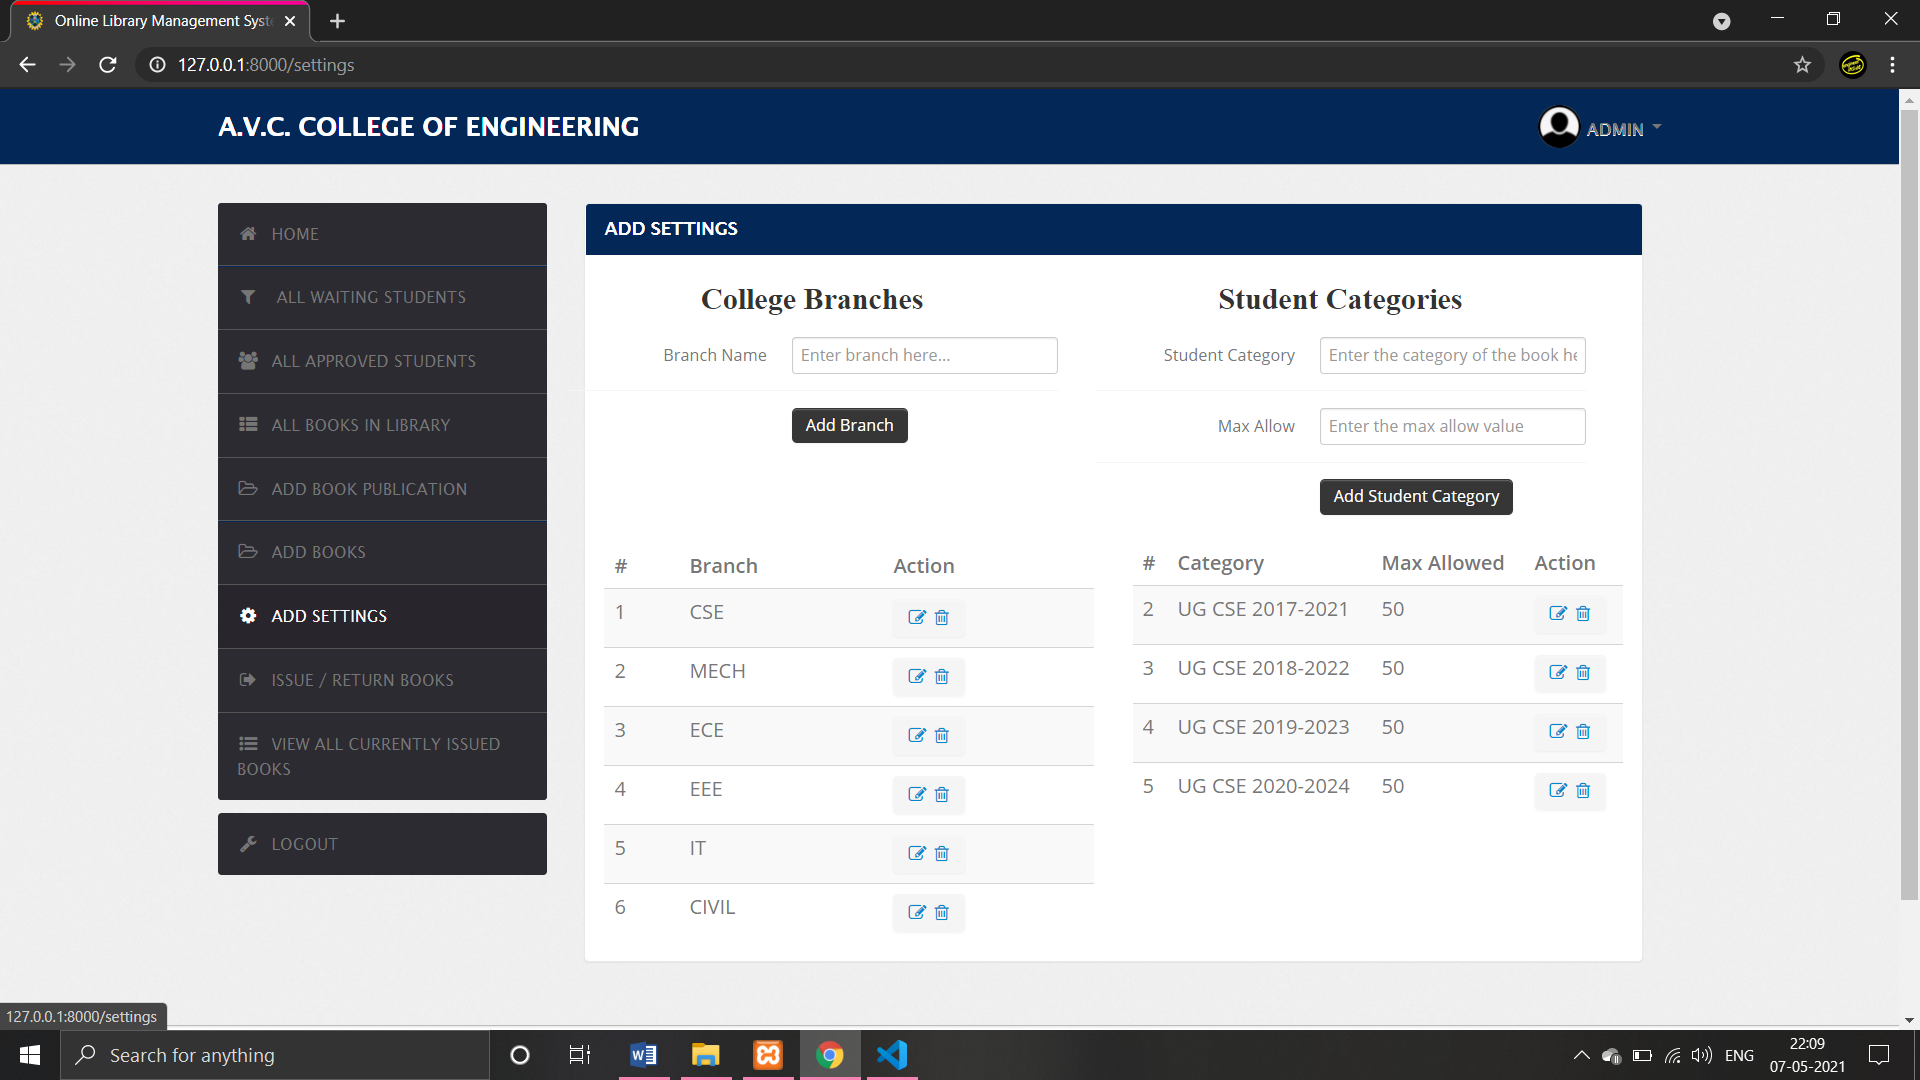 Online Library Management Syst
127.0.0.1:8000/settings
A.V.C. COLLEGE OF ENGINEERING
ADMIN
HOME
ALL WAITING STUDENTS
ALL APPROVED STUDENTS
ALL BOOKS IN LIBRARY
ADD BOOK PUBLICATION
ADD BOOKS
ADD SETTINGS
ISSUE / RETURN BOOKS
VIEW ALL CURRENTLY ISSUED
BOOKS
LOGOUT
ADD SETTINGS
College Branches
Branch Name
Enter branch here...
Add Branch
# Branch Action
1 CSE
2 MECH
3 ECE
4 EEE
5 IT
6 CIVIL
Student Categories
Student Category
Enter the category of the book he
Max Allow
Enter the max allow value
Add Student Category
# Category Max Allowed Action
2 UG CSE 2017-2021 50
3 UG CSE 2018-2022 50
4 UG CSE 2019-2023 50
5 UG CSE 2020-2024 50
127.0.0.1:8000/settings
Search for anything
ENG
22:09
07-05-2021